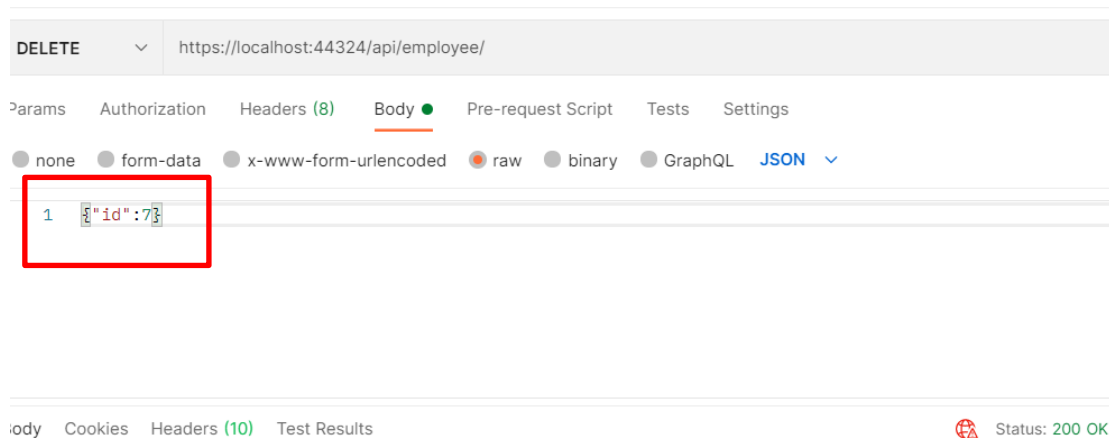 DELETE https://localhost:44324/api/employee/
Params Authorization Headers (8) Body Pre-request Script Tests Settings
none form-data x-www-form-urlencoded raw binary GraphQL JSON
1 {"id":7}
Body Cookies Headers (10) Test Results Status: 200 OK